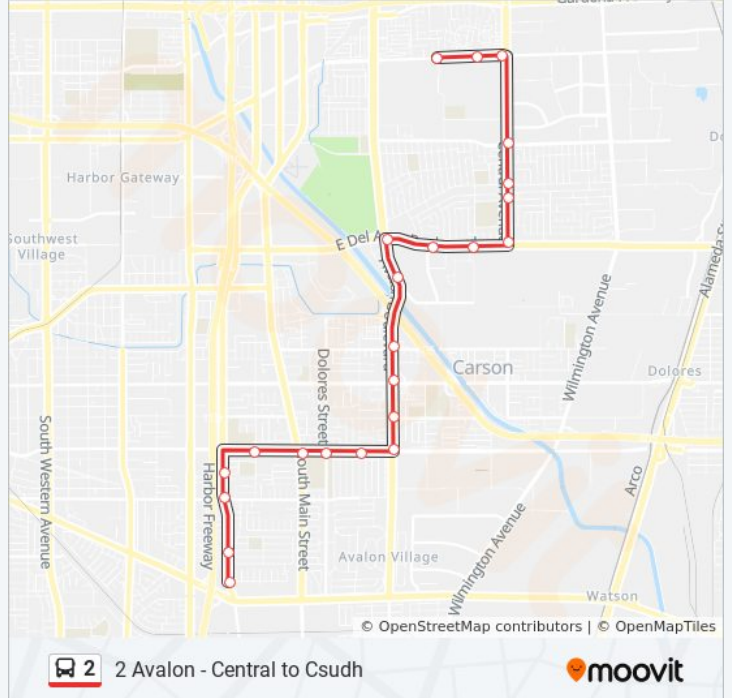 Harbor Gateway
Southwest
Village
E Del A
Carson
Wilmington Avenue
Alameda S
Dolores Street
Dolores
South Western Avenue
Harbor Freeway
outh Main Street
Arco
Avalon Village
Wilmington Avenue
Watson
© OpenStreetMap contributors | © OpenMapTiles
2
2 Avalon - Central to Csudh
moovit